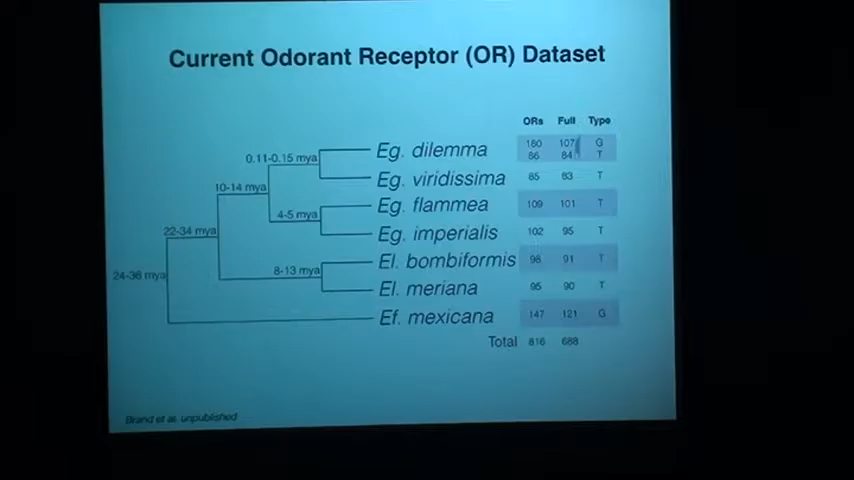 Current Odorant Receptor (OR) Dataset
ORs Full Type
0.11-0.15 mya Eg. dilemma 160 107 G
86 84 T
10-14 mya Eg. viridissima 85 83 T
Eg. flammea 109 101 T
4-5 mya
22-34 mya Eg. imperialis 102 95 T
El. bombiformis 98 91 T
8-13 mya
24-36 mya El. meriana 95 90 T
Ef. mexicana 147 121 G
Total 816 688
Brand et al. unpublished